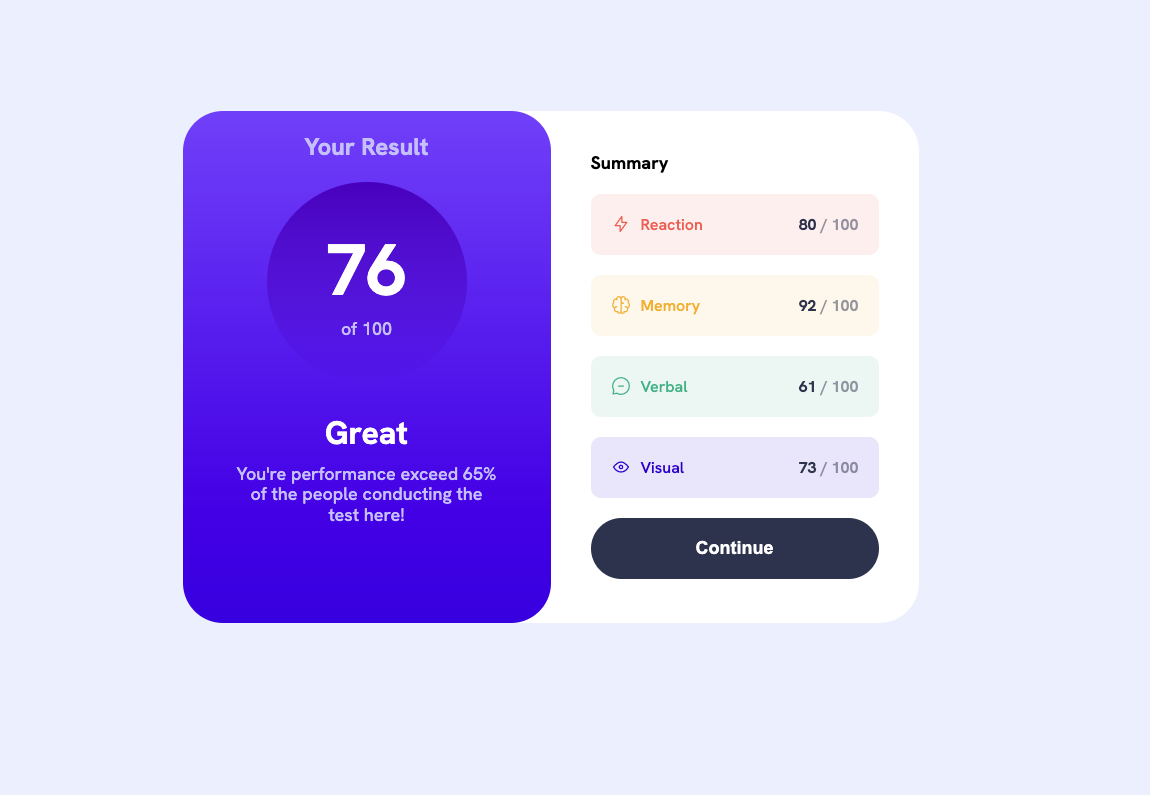 Your Result
76
of 100
Great
You're performance exceed 65%
of the people conducting the
test here!
Summary
Reaction 80 / 100
Memory 92 / 100
Verbal 61 / 100
Visual 73 / 100
Continue